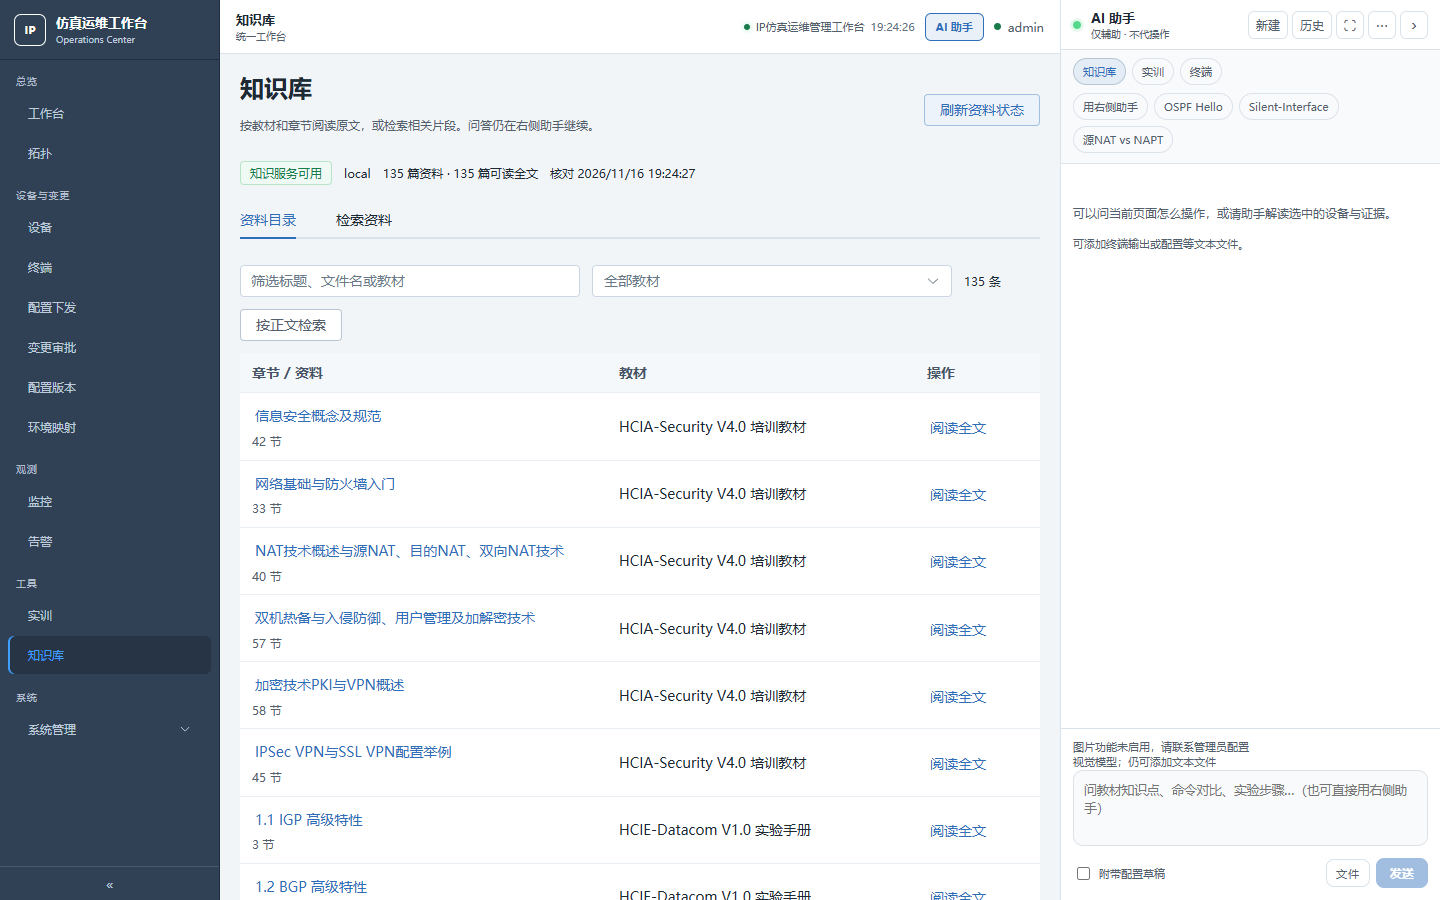 IP
仿真运维工作台
Operations Center
总览
工作台
拓扑
设备与变更
设备
终端
配置下发
变更审批
配置版本
环境映射
观测
监控
告警
工具
实训
知识库
系统
系统管理
«
知识库
统一工作台
IP仿真运维管理工作台 19:24:26
AI 助手
admin
知识库
按教材和章节阅读原文，或检索相关片段。问答仍在右侧助手继续。
刷新资料状态
知识服务可用 local 135 篇资料 · 135 篇可读全文 核对 2026/11/16 19:24:27
资料目录 检索资料
筛选标题、文件名或教材 全部教材 135 条
按正文检索
章节 / 资料 教材 操作
信息安全概念及规范
42 节
HCIA-Security V4.0 培训教材 阅读全文
网络基础与防火墙入门
33 节
HCIA-Security V4.0 培训教材 阅读全文
NAT技术概述与源NAT、目的NAT、双向NAT技术
40 节
HCIA-Security V4.0 培训教材 阅读全文
双机热备与入侵防御、用户管理及加解密技术
57 节
HCIA-Security V4.0 培训教材 阅读全文
加密技术PKI与VPN概述
58 节
HCIA-Security V4.0 培训教材 阅读全文
IPSec VPN与SSL VPN配置举例
45 节
HCIA-Security V4.0 培训教材 阅读全文
1.1 IGP 高级特性
3 节
HCIE-Datacom V1.0 实验手册 阅读全文
1.2 BGP 高级特性
HCIE-Datacom V1.0 实验手册 阅读全文
AI 助手
仅辅助 · 不代操作
新建 历史 ⛶ ··· ›
知识库 实训 终端
用右侧助手 OSPF Hello Silent-Interface
源NAT vs NAPT
可以问当前页面怎么操作，或请助手解读选中的设备与证据。
可添加终端输出或配置等文本文件。
图片功能未启用，请联系管理员配置
视觉模型；仍可添加文本文件
问教材知识点、命令对比、实验步骤…（也可直接用右侧助
手）
附带配置草稿 文件 发送